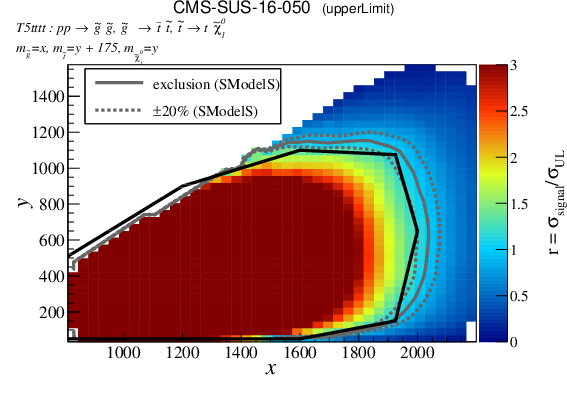 CMS-SUS-16-050 (upperLimit)
T5tttt : pp → g̃ g̃, g̃ → t̄ t̃, t̃ → t χ̃₁⁰
m_g̃=x, m_t̃=y + 175, m_χ̃₁⁰=y
exclusion (SModelS)
±20% (SModelS)
1400
1200
1000
800
600
400
200
y
1000 1200 1400 1600 1800 2000
x
3
2.5
2
1.5
1
0.5
0
r = σ_signal/σ_UL